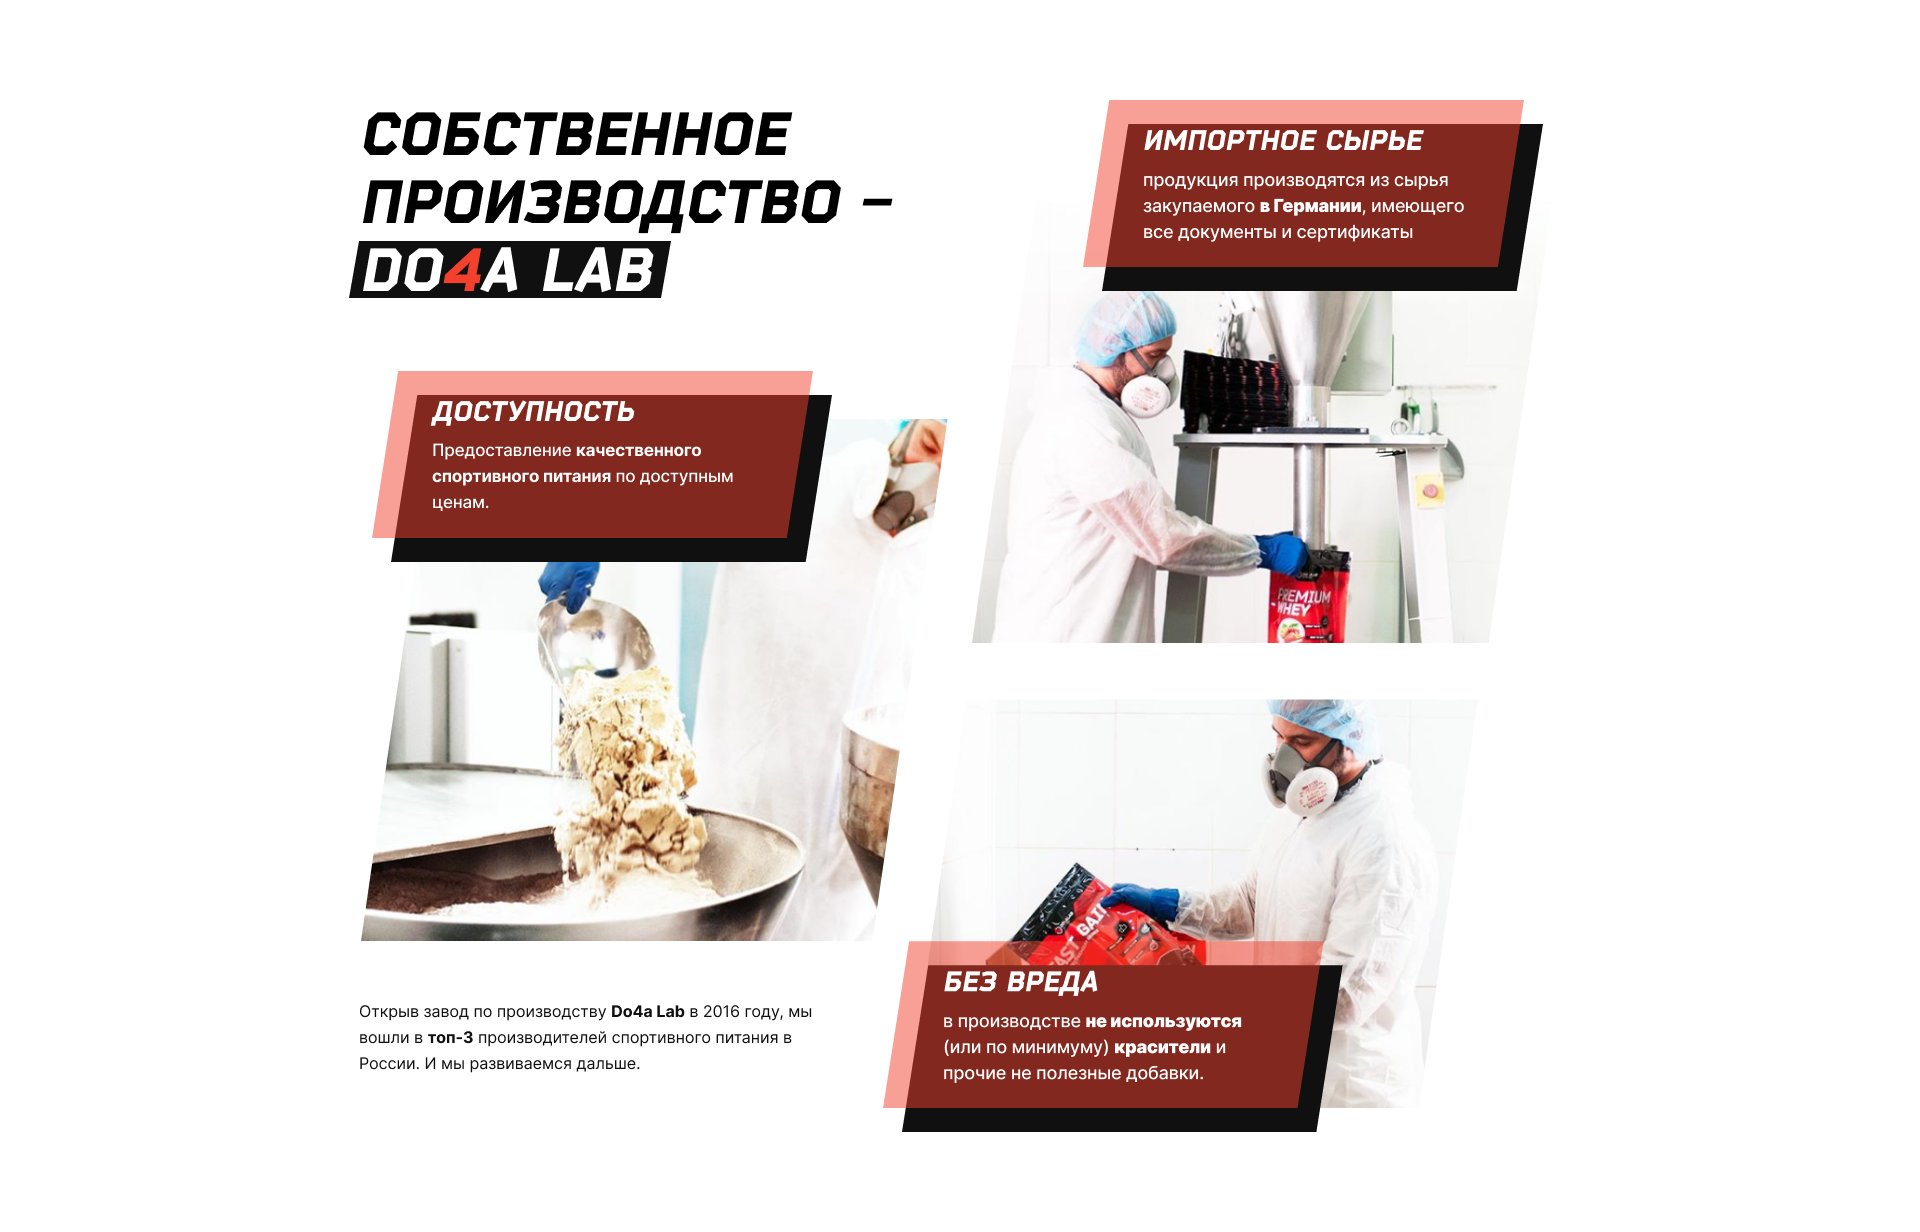 СОБСТВЕННОЕ
ПРОИЗВОДСТВО –
DO4A LAB
ИМПОРТНОЕ СЫРЬЕ
продукция производятся из сырья
закупаемого в Германии, имеющего
все документы и сертификаты
ДОСТУПНОСТЬ
Предоставление качественного
спортивного питания по доступным
ценам.
PREMIUM
WHEY
БЕЗ ВРЕДА
в производстве не используются
(или по минимуму) красители и
прочие не полезные добавки.
Открыв завод по производству Do4a Lab в 2016 году, мы
вошли в топ-3 производителей спортивного питания в
России. И мы развиваемся дальше.